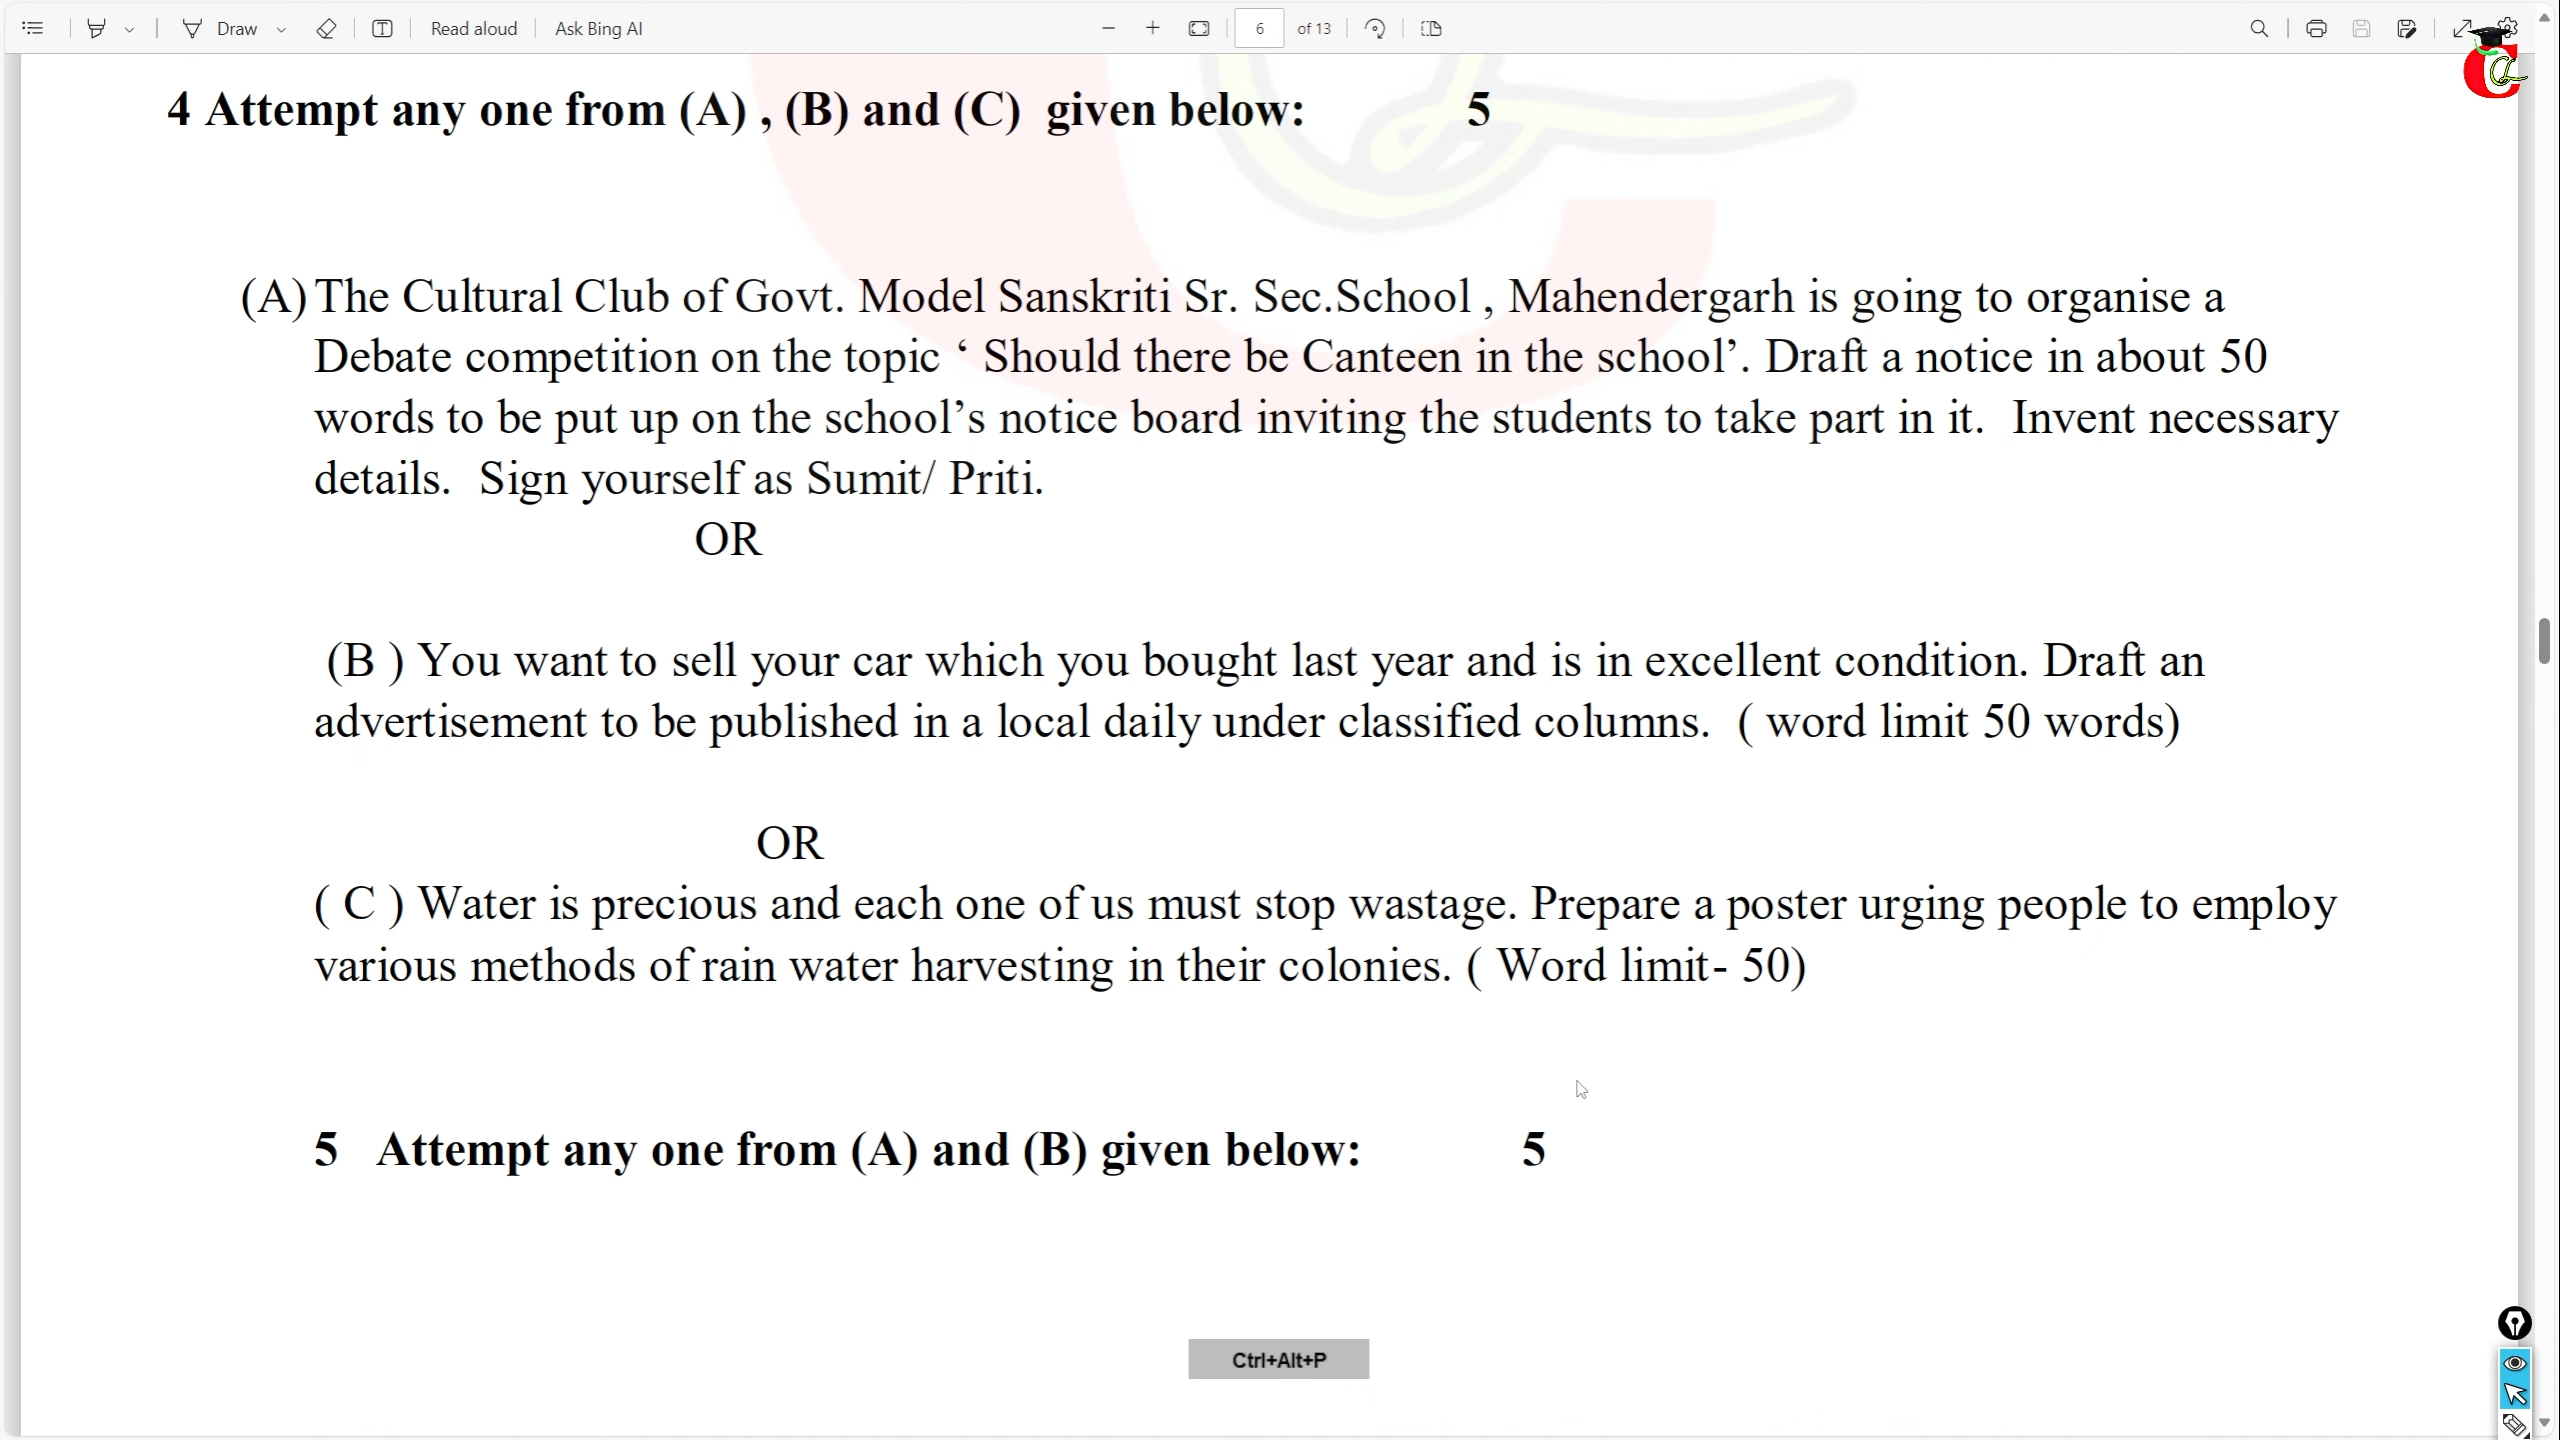 Draw
Read aloud
Ask Bing AI
6 of 13
4 Attempt any one from (A) , (B) and (C) given below: 5
(A) The Cultural Club of Govt. Model Sanskriti Sr. Sec.School , Mahendergarh is going to organise a
Debate competition on the topic ‘ Should there be Canteen in the school’. Draft a notice in about 50
words to be put up on the school’s notice board inviting the students to take part in it. Invent necessary
details. Sign yourself as Sumit/ Priti.
OR
(B ) You want to sell your car which you bought last year and is in excellent condition. Draft an
advertisement to be published in a local daily under classified columns. ( word limit 50 words)
OR
( C ) Water is precious and each one of us must stop wastage. Prepare a poster urging people to employ
various methods of rain water harvesting in their colonies. ( Word limit- 50)
5 Attempt any one from (A) and (B) given below: 5
Ctrl+Alt+P